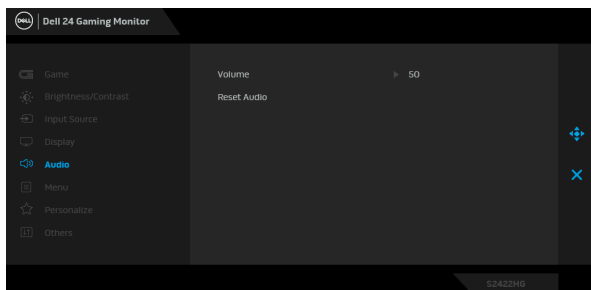 DELL Dell 24 Gaming Monitor
Game
Volume 50
Brightness/Contrast
Reset Audio
Input Source
Display
Audio
Menu
Personalize
Others
S2422HG